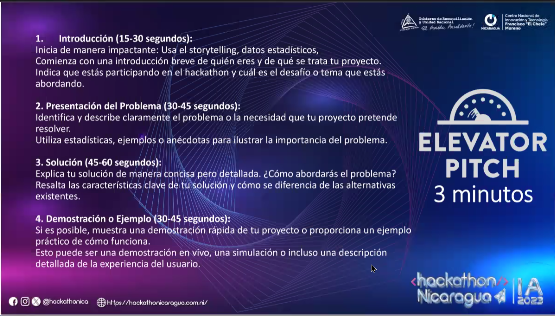 1. Introducción (15-30 segundos):
Inicia de manera impactante: Usa el storytelling, datos estadísticos,
Comienza con una introducción breve de quién eres y de qué se trata tu proyecto.
Indica que estás participando en el hackathon y cuál es el desafío o tema que estás
abordando.
2. Presentación del Problema (30-45 segundos):
Identifica y describe claramente el problema o la necesidad que tu proyecto pretende
resolver.
Utiliza estadísticas, ejemplos o anécdotas para ilustrar la importancia del problema.
3. Solución (45-60 segundos):
Explica tu solución de manera concisa pero detallada. ¿Cómo abordarás el problema?
Resalta las características clave de tu solución y cómo se diferencia de las alternativas
existentes.
4. Demostración o Ejemplo (30-45 segundos):
Si es posible, muestra una demostración rápida de tu proyecto o proporciona un ejemplo
práctico de cómo funciona.
Esto puede ser una demostración en vivo, una simulación o incluso una descripción
detallada de la experiencia del usuario.
Gobierno de Reconciliación
y Unidad Nacional
Centro Nacional de
Innovación y Tecnología
Francisco "El Chele"
Moreno
ELEVATOR
PITCH
3 minutos
@hackathonica
https://hackathonicaragua.com.ni/
<hackathon
Nicaragua
IA
2023